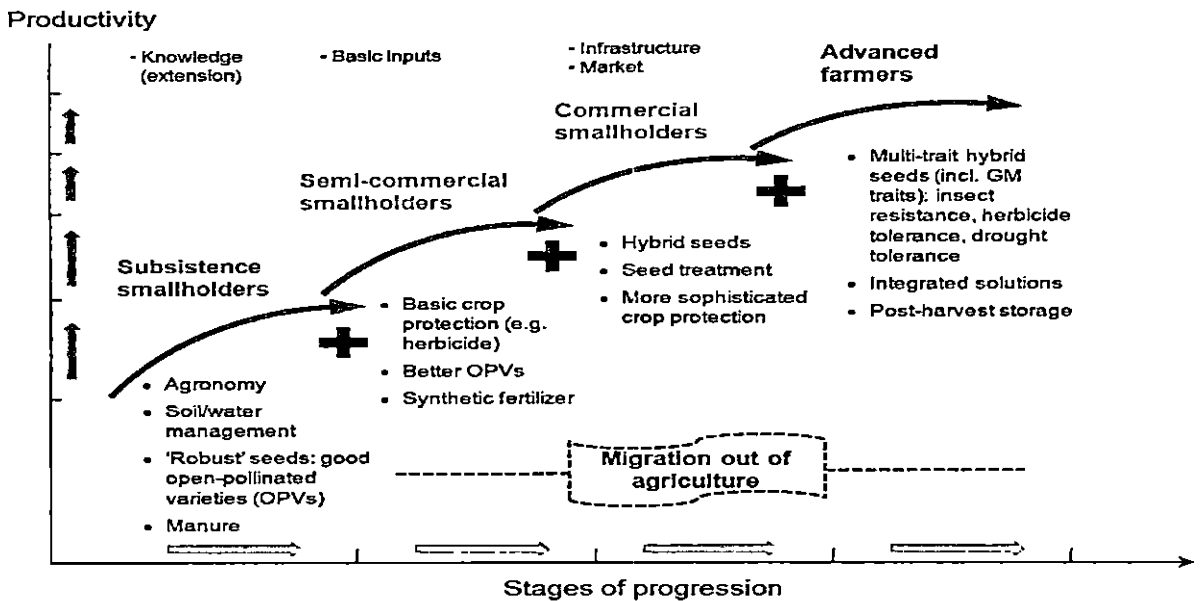 Productivity
- Knowledge
(extension)
- Basic Inputs
- Infrastructure
- Market
Advanced
farmers
Commercial
smallholders
Semi-commercial
smallholders
Subsistence
smallholders
• Multi-trait hybrid
seeds (incl. GM
traits): insect
resistance, herbicide
tolerance, drought
tolerance
• Integrated solutions
• Post-harvest storage
• Hybrid seeds
• Seed treatment
• More sophisticated
crop protection
• Basic crop
protection (e.g.
herbicide)
• Better OPVs
• Synthetic fertilizer
• Agronomy
• Soil/water
management
• 'Robust' seeds: good
open-pollinated
varieties (OPVs)
• Manure
Migration out of
agriculture
Stages of progression